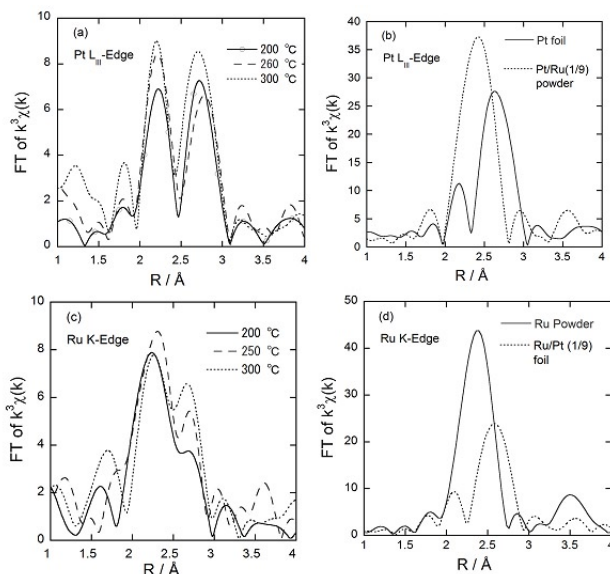 (a)
Pt L_III-Edge
200 °C
260 °C
300 °C
FT of k³χ(k)
10
8
6
4
2
0
1 1.5 2 2.5 3 3.5 4
R / Å
(b)
Pt L_III-Edge
Pt foil
Pt/Ru(1/9)
powder
FT of k³χ(k)
40
35
30
25
20
15
10
5
0
1 1.5 2 2.5 3 3.5 4
R / Å
(c)
Ru K-Edge
200 °C
250 °C
300 °C
FT of k³χ(k)
10
8
6
4
2
0
1 1.5 2 2.5 3 3.5 4
R / Å
(d)
Ru K-Edge
Ru Powder
Ru/Pt (1/9)
foil
FT of k³χ(k)
50
40
30
20
10
0
1 1.5 2 2.5 3 3.5 4
R / Å